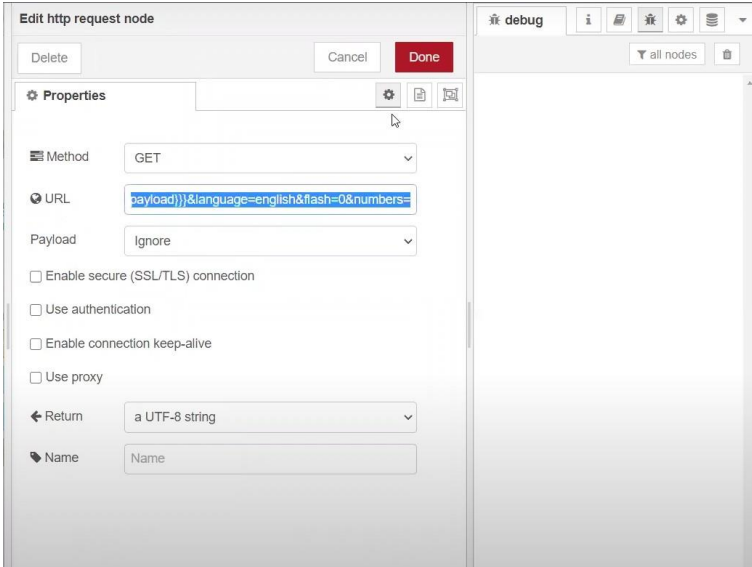 Edit http request node
debug
all nodes
Delete
Cancel
Done
Properties
Method
GET
URL
payload}}}&language=english&flash=0&numbers=
Payload
Ignore
Enable secure (SSL/TLS) connection
Use authentication
Enable connection keep-alive
Use proxy
Return
a UTF-8 string
Name
Name